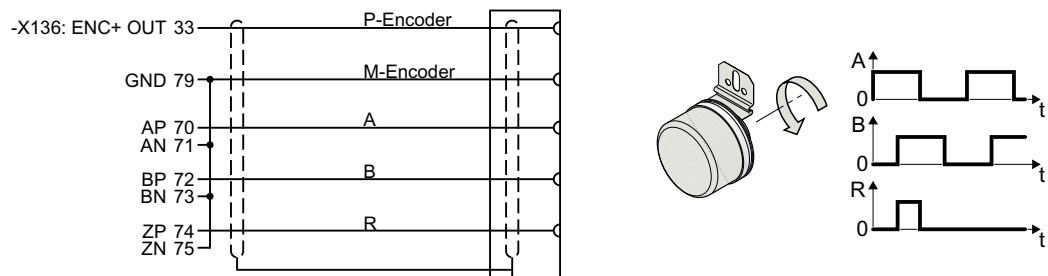 -X136: ENC+ OUT 33 P-Encoder
GND 79 M-Encoder
AP 70 A
AN 71
BP 72 B
BN 73
ZP 74 R
ZN 75
A
0
t
B
0
t
R
0
t